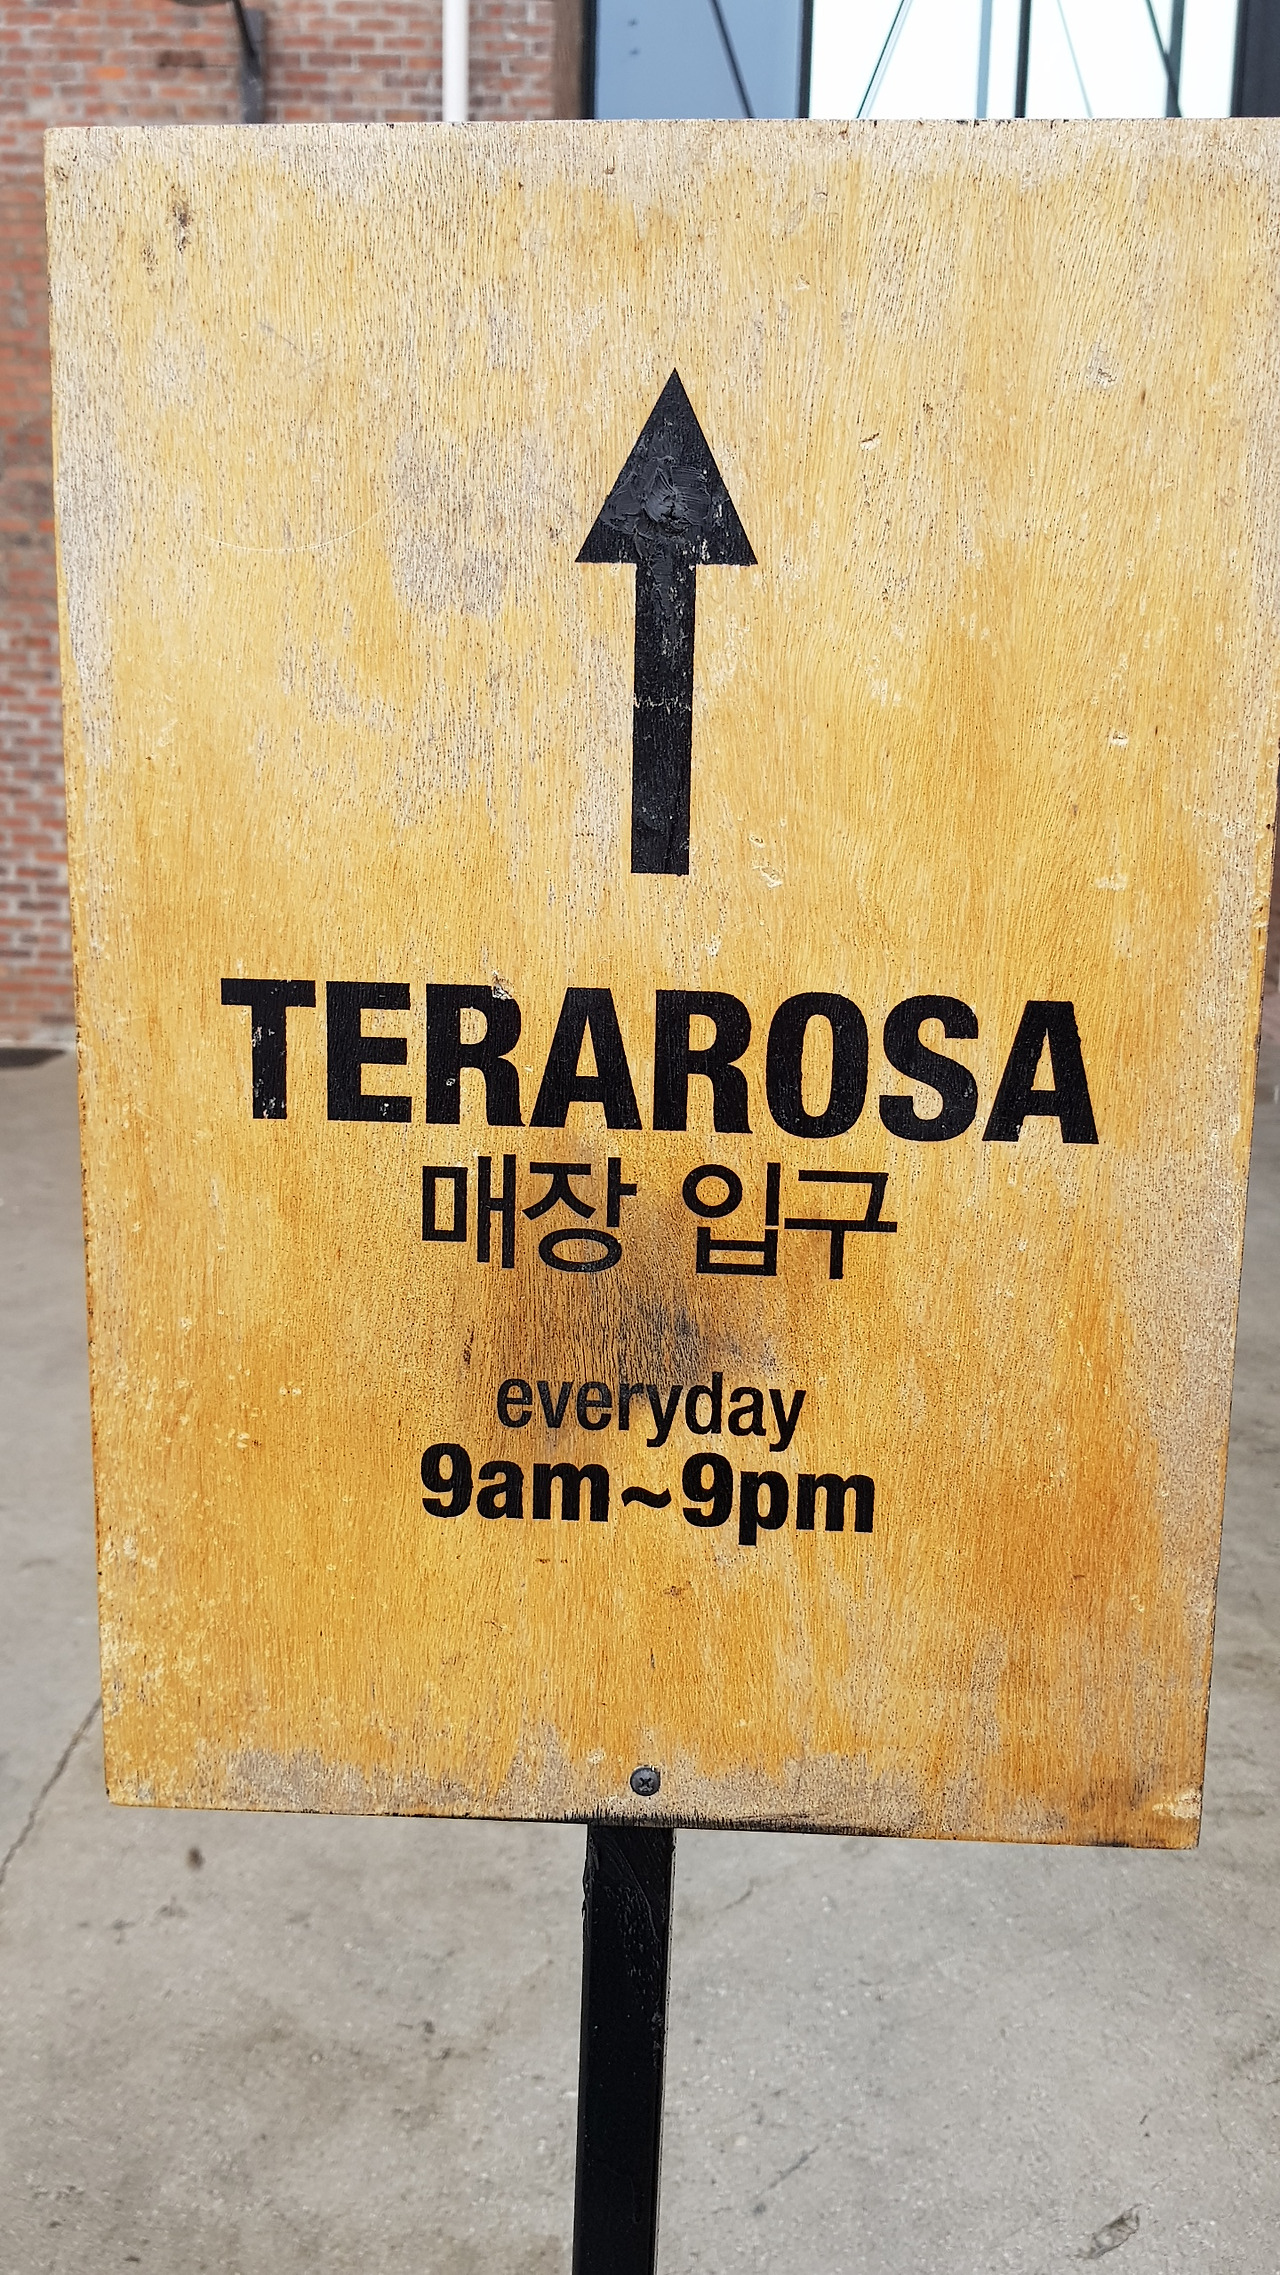 TERAROSA
매장 입구
everyday
9am~9pm